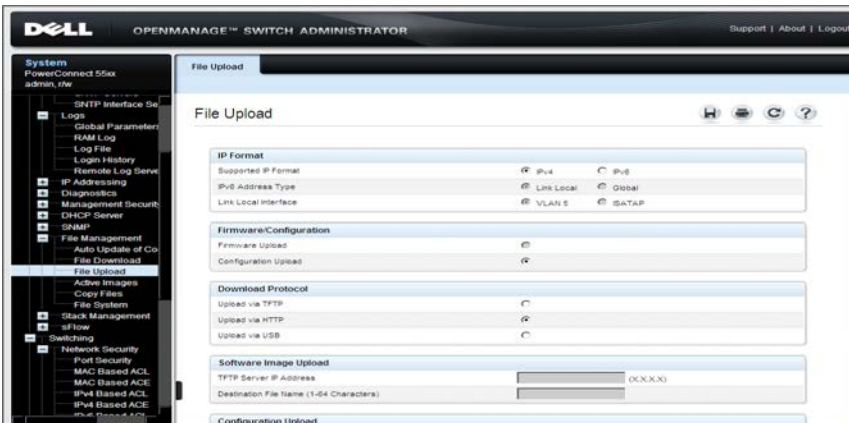 DELL
OPENMANAGE™ SWITCH ADMINISTRATOR
Support | About | Logout
System
PowerConnect 55xx
admin, r/w
SNTP Interface Se
Logs
Global Parameters
RAM Log
Log File
Login History
Remote Log Serve
IP Addressing
Diagnostics
Management Security
DHCP Server
SNMP
File Management
Auto Update of Co
File Download
File Upload
Active Images
Copy Files
File System
Stack Management
sFlow
Switching
Network Security
Port Security
MAC Based ACL
MAC Based ACE
IPv4 Based ACL
IPv4 Based ACE
File Upload
File Upload
IP Format
Supported IP Format IPv4 IPv6
IPv6 Address Type Link Local Global
Link Local Interface VLAN 5 ISATAP
Firmware/Configuration
Firmware Upload
Configuration Upload
Download Protocol
Upload via TFTP
Upload via HTTP
Upload via USB
Software Image Upload
TFTP Server IP Address (X.X.X.X)
Destination File Name (1-64 Characters)
Configuration Upload